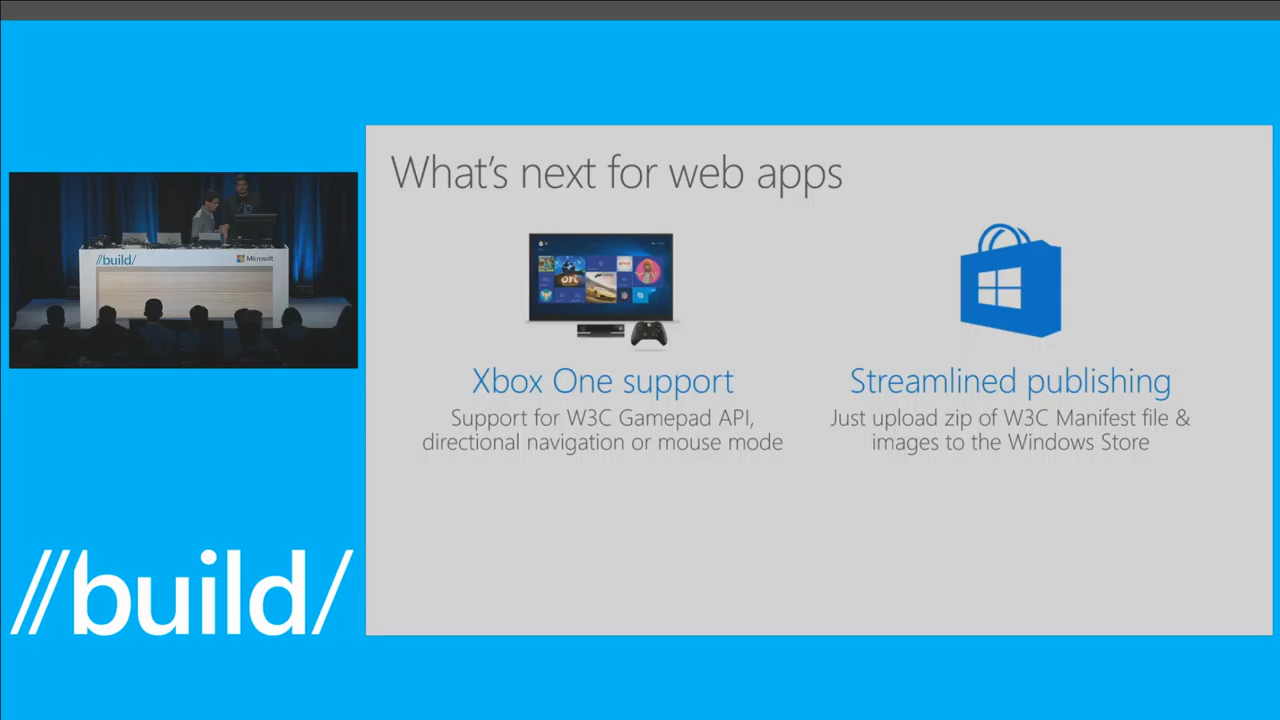 What's next for web apps
Xbox One support
Support for W3C Gamepad API,
directional navigation or mouse mode
Streamlined publishing
Just upload zip of W3C Manifest file &
images to the Windows Store
//build/
Microsoft
//build/